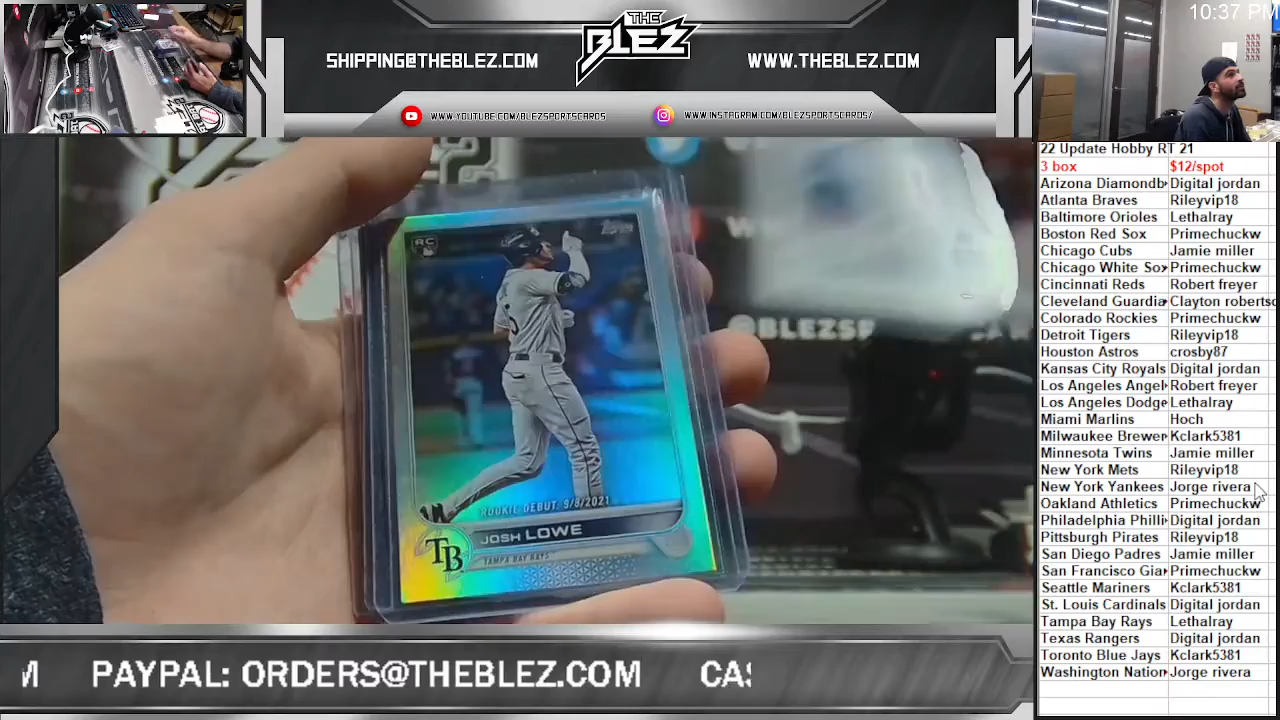 10:37 PM
THE
BLEZ
SHIPPING@THEBLEZ.COM
WWW.THEBLEZ.COM
WWW.YOUTUBE.COM/BLEZSPORTSCARDS
WWW.INSTAGRAM.COM/BLEZSPORTSCARDS/
22 Update Hobby RT 21
3 box $12/spot
Arizona Diamondb Digital jordan
Atlanta Braves Rileyvip18
Baltimore Orioles Lethalray
Boston Red Sox Primechuckw
Chicago Cubs Jamie miller
Chicago White Sox Primechuckw
Cincinnati Reds Robert freyer
Cleveland Guardia Clayton robertso
Colorado Rockies Primechuckw
Detroit Tigers Rileyvip18
Houston Astros crosby87
Kansas City Royals Digital jordan
Los Angeles Angel Robert freyer
Los Angeles Dodge Lethalray
Miami Marlins Hoch
Milwaukee Brewer Kclark5381
Minnesota Twins Jamie miller
New York Mets Rileyvip18
New York Yankees Jorge rivera
Oakland Athletics Primechuckw
Philadelphia Philli Digital jordan
Pittsburgh Pirates Rileyvip18
San Diego Padres Jamie miller
San Francisco Gia Primechuckw
Seattle Mariners Kclark5381
St. Louis Cardinals Digital jordan
Tampa Bay Rays Lethalray
Texas Rangers Digital jordan
Toronto Blue Jays Kclark5381
Washington Nation Jorge rivera
RC
Topps
@BLEZSP
ROOKIE DEBUT: 9/8/2021
JOSH LOWE
TB
TAMPA BAY RAYS
M PAYPAL: ORDERS@THEBLEZ.COM CAS